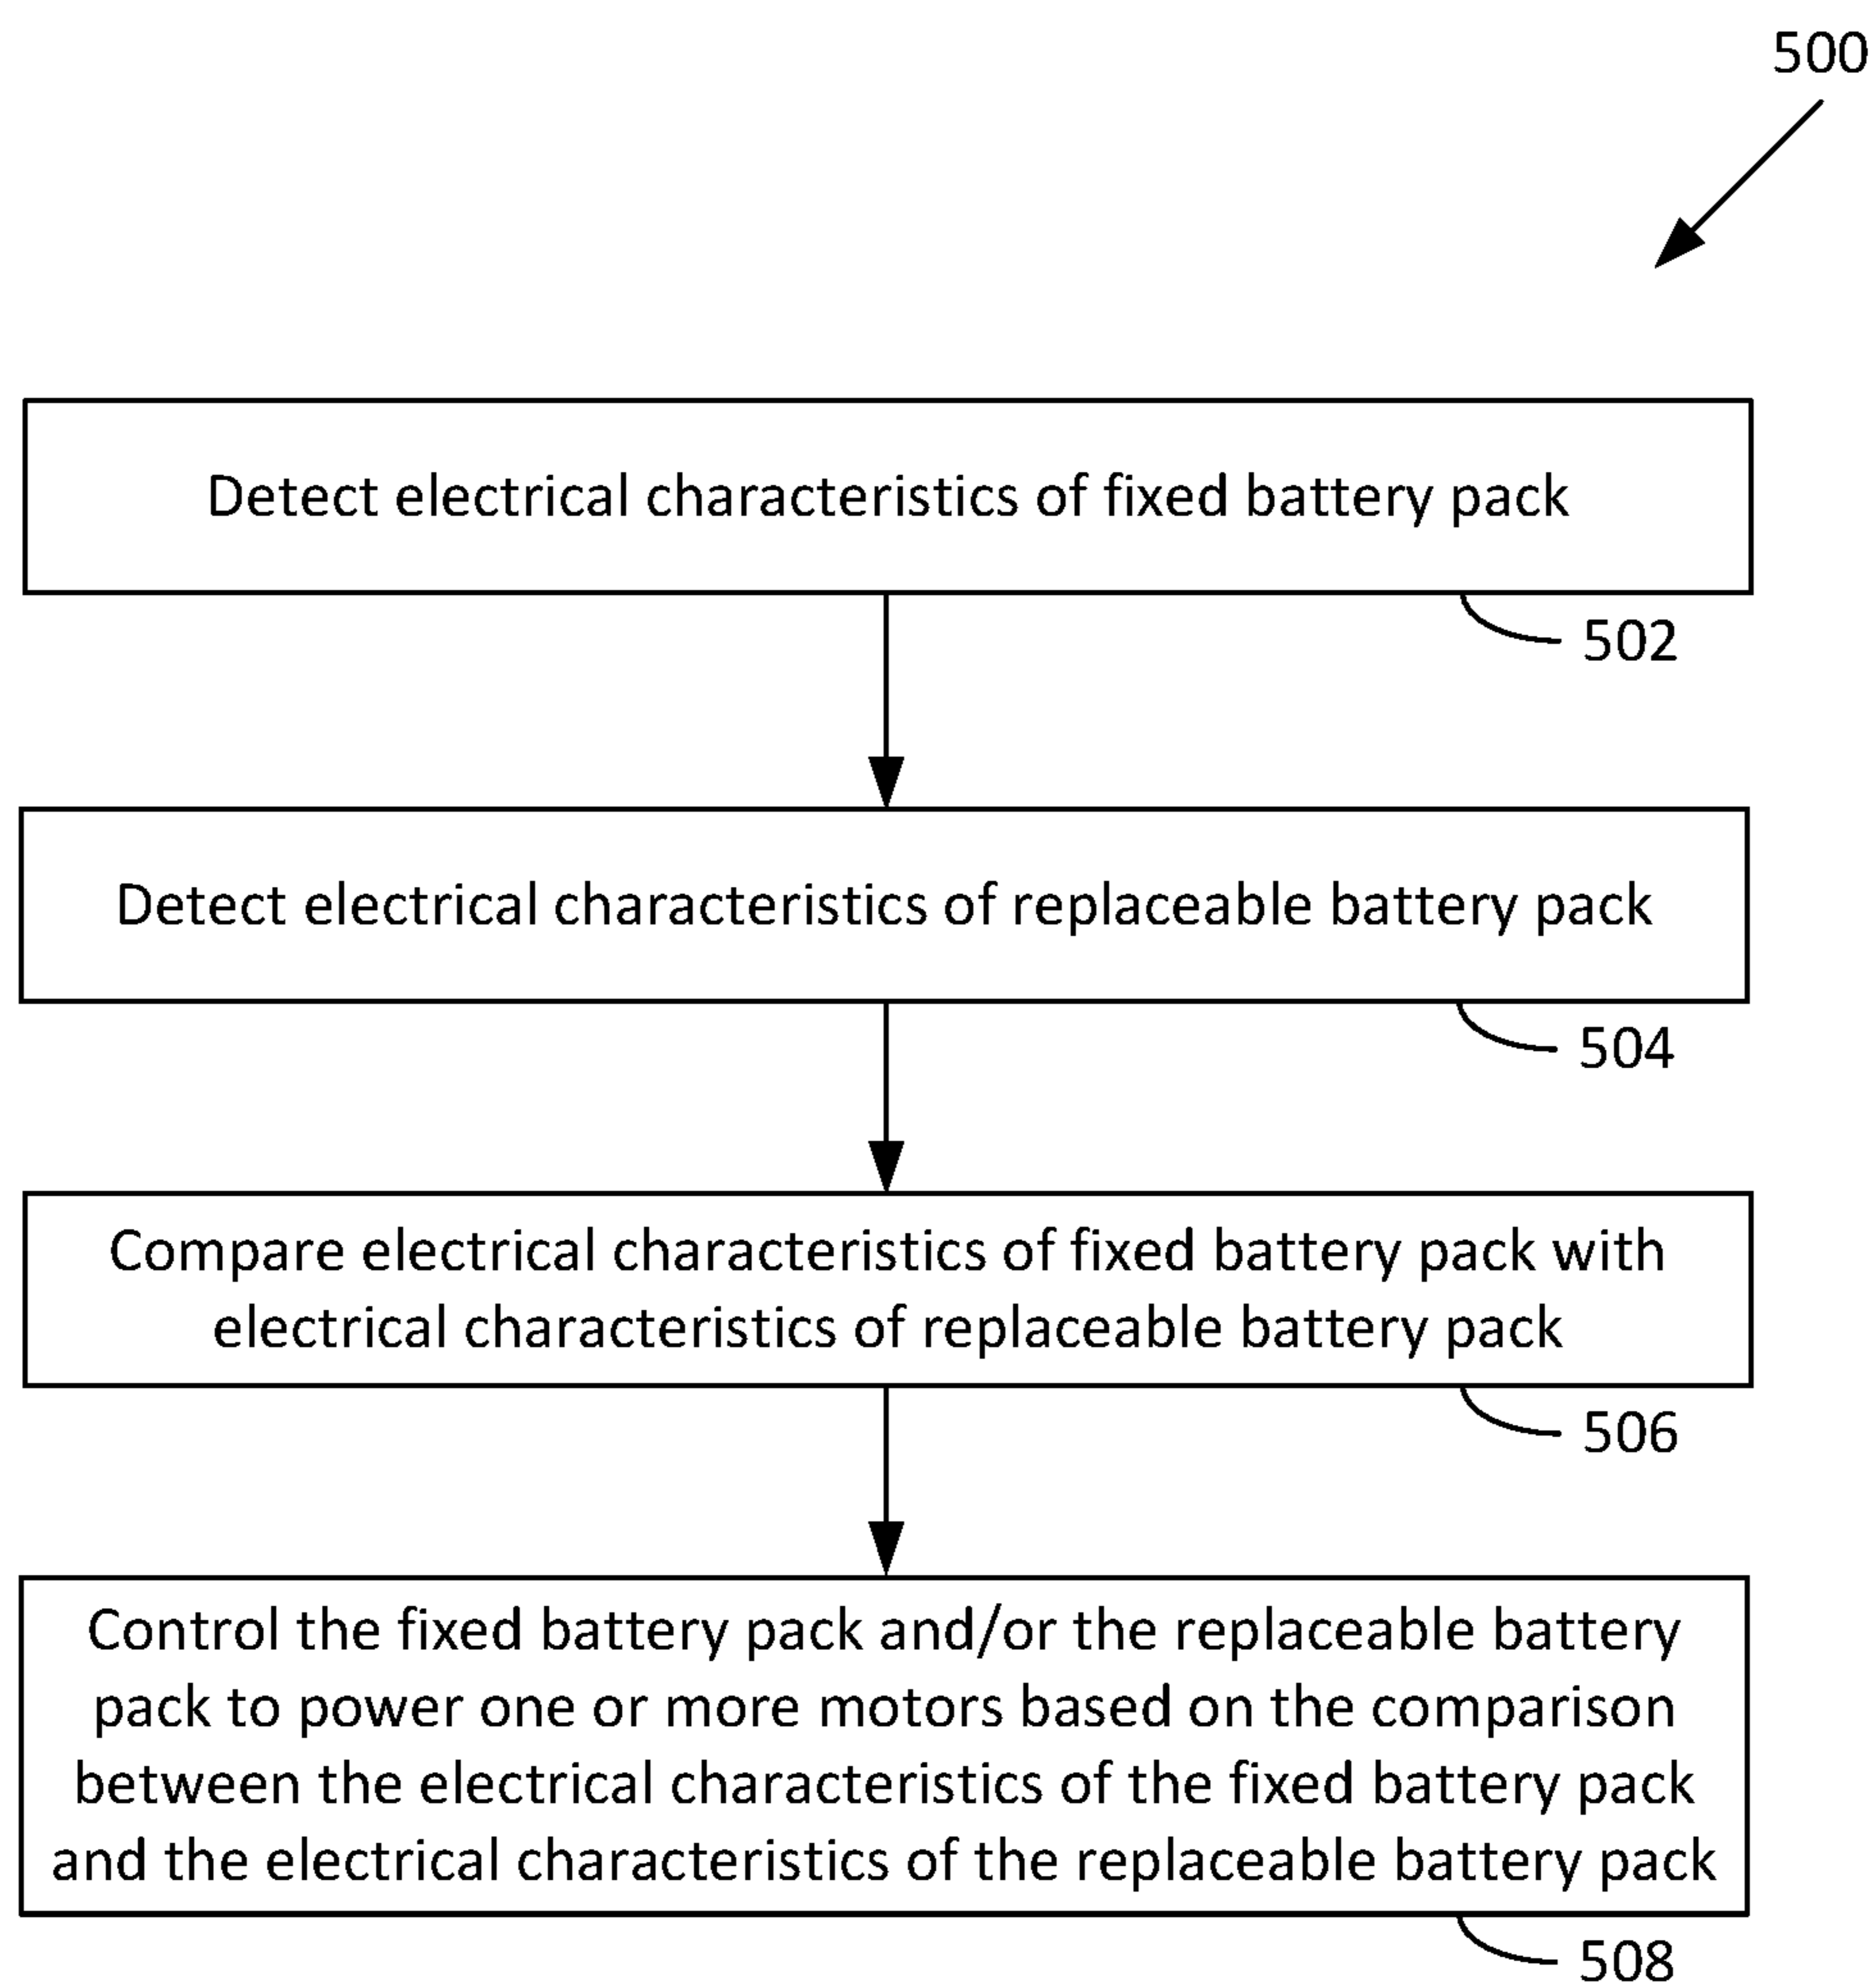 500
Detect electrical characteristics of fixed battery pack
502
Detect electrical characteristics of replaceable battery pack
504
Compare electrical characteristics of fixed battery pack with
electrical characteristics of replaceable battery pack
506
Control the fixed battery pack and/or the replaceable battery
pack to power one or more motors based on the comparison
between the electrical characteristics of the fixed battery pack
and the electrical characteristics of the replaceable battery pack
508